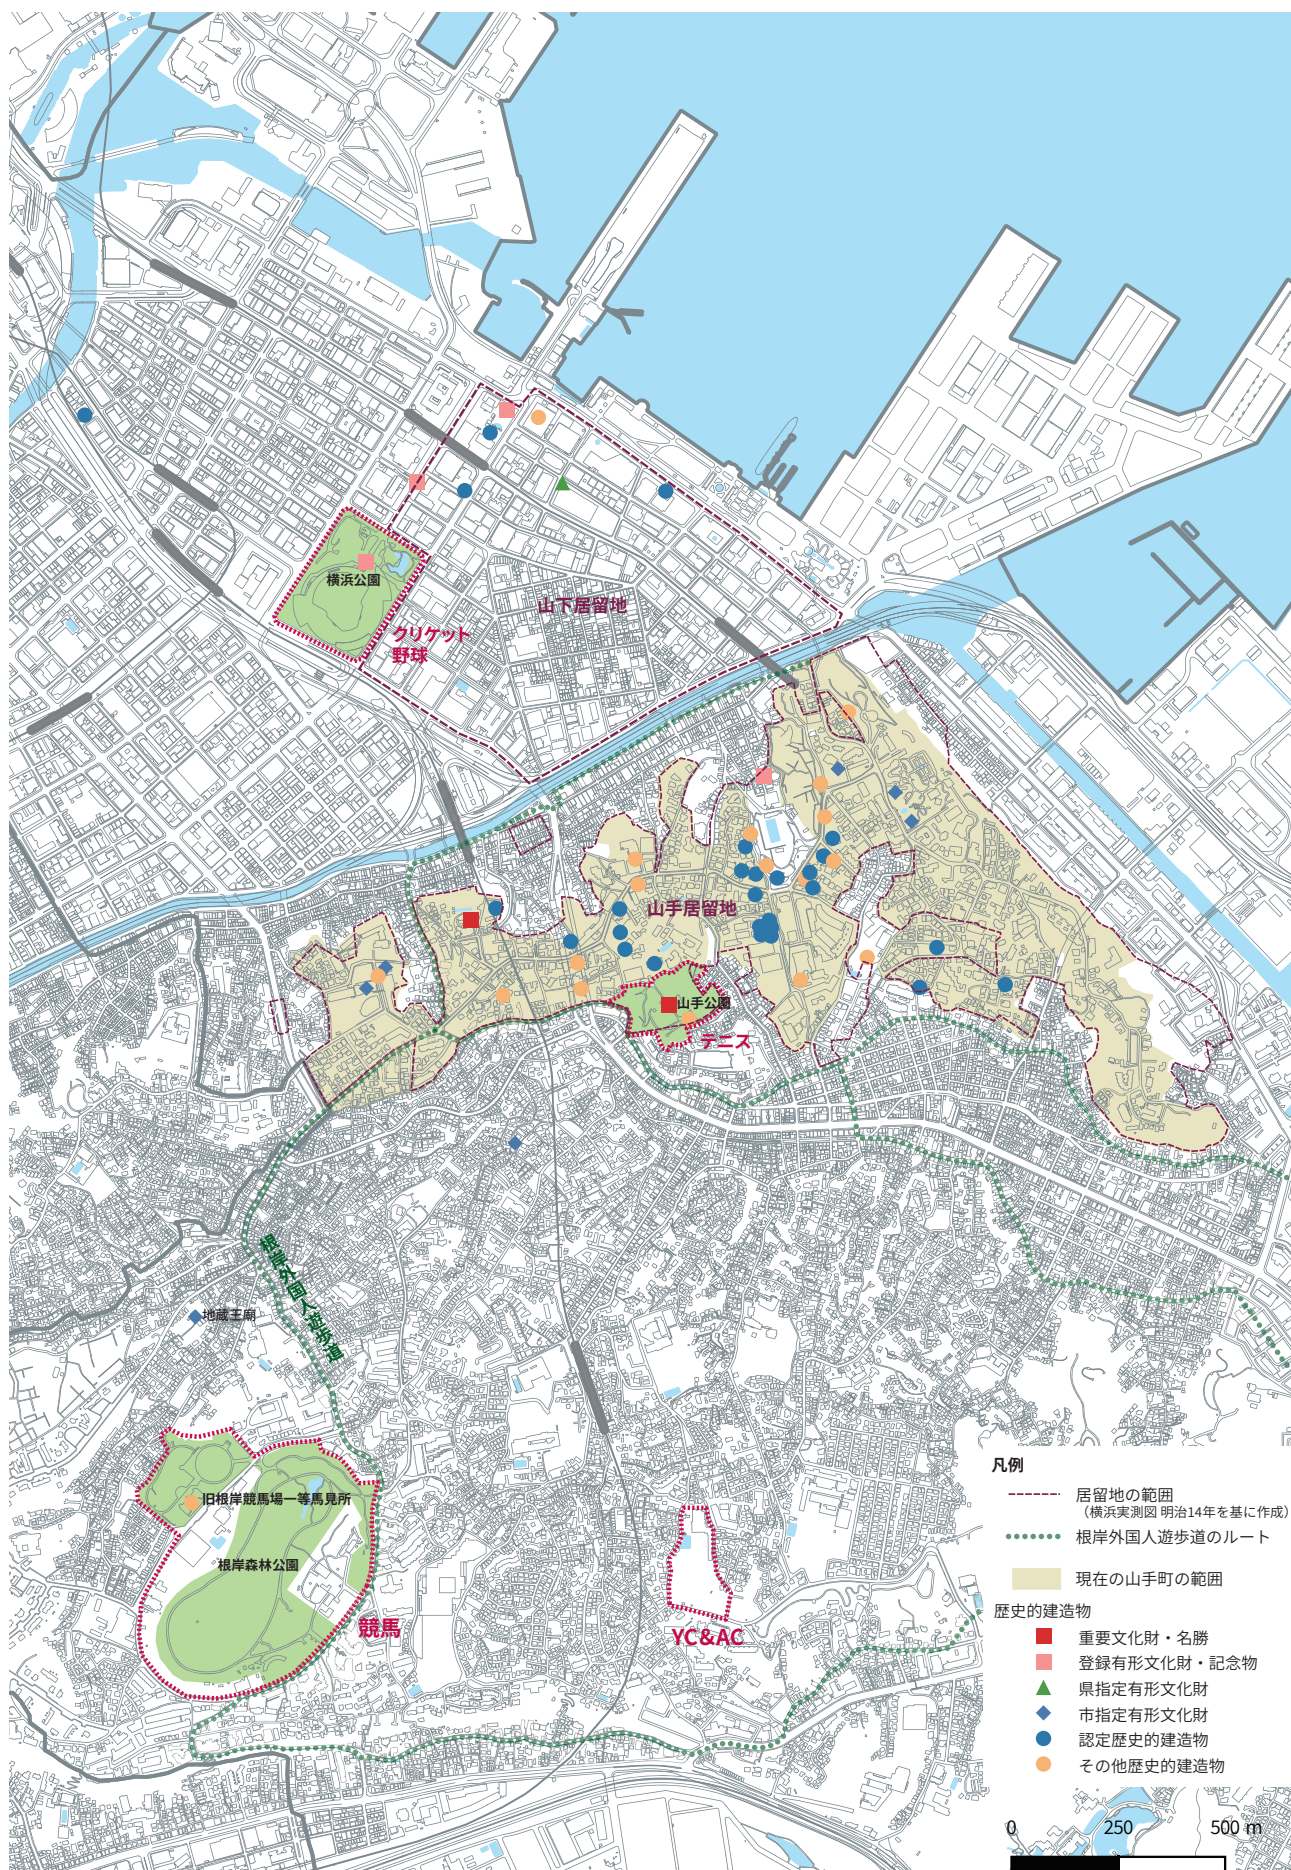 横浜公園
山下居留地
クリケット
野球
山手居留地
山手公園
テニス
根岸外国人遊歩道
地蔵王廟
旧根岸競馬場一等馬見所
根岸森林公園
競馬
YC&AC
凡例
居留地の範囲
（横浜実測図 明治14年を基に作成）
根岸外国人遊歩道のルート
現在の山手町の範囲
歴史的建造物
重要文化財・名勝
登録有形文化財・記念物
県指定有形文化財
市指定有形文化財
認定歴史的建造物
その他歴史的建造物
0 250 500 m